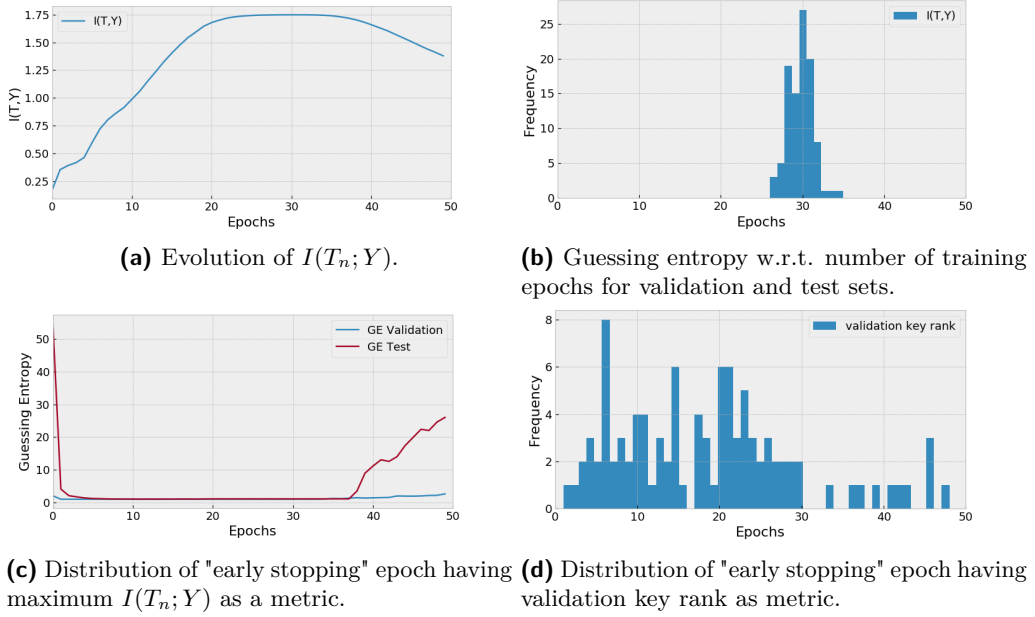 1.75
1.50
1.25
1.00
0.75
0.50
0.25
I(T,Y)
I(T,Y)
0 10 20 30 40 50
Epochs
(a) Evolution of I(Tn; Y).
25
20
15
10
5
0
Frequency
I(T,Y)
0 10 20 30 40 50
Epochs
(b) Guessing entropy w.r.t. number of training
epochs for validation and test sets.
50
40
30
20
10
0
Guessing Entropy
GE Validation
GE Test
0 10 20 30 40 50
Epochs
(c) Distribution of "early stopping" epoch having
maximum I(Tn; Y) as a metric.
8
6
4
2
0
Frequency
validation key rank
0 10 20 30 40 50
Epochs
(d) Distribution of "early stopping" epoch having
validation key rank as metric.